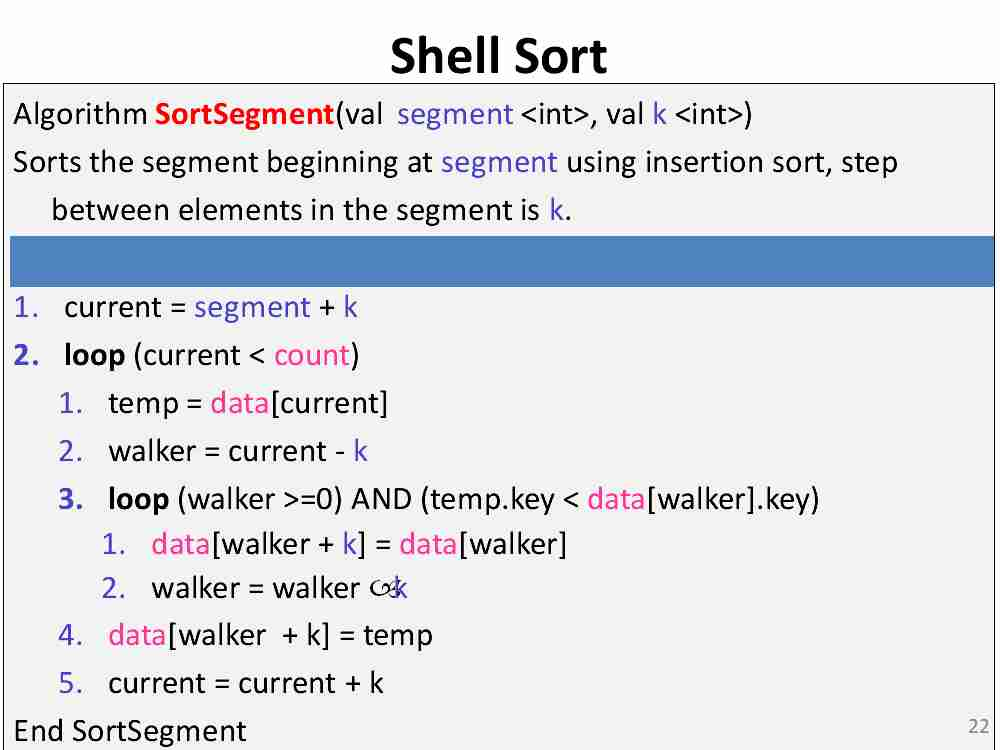 Shell Sort
Algorithm SortSegment(val segment <int>, val k <int>)
Sorts the segment beginning at segment using insertion sort, step
between elements in the segment is k.
1. current = segment + k
2. loop (current < count)
1. temp = data[current]
2. walker = current - k
3. loop (walker >=0) AND (temp.key < data[walker].key)
1. data[walker + k] = data[walker]
2. walker = walker k
4. data[walker + k] = temp
5. current = current + k
End SortSegment
22